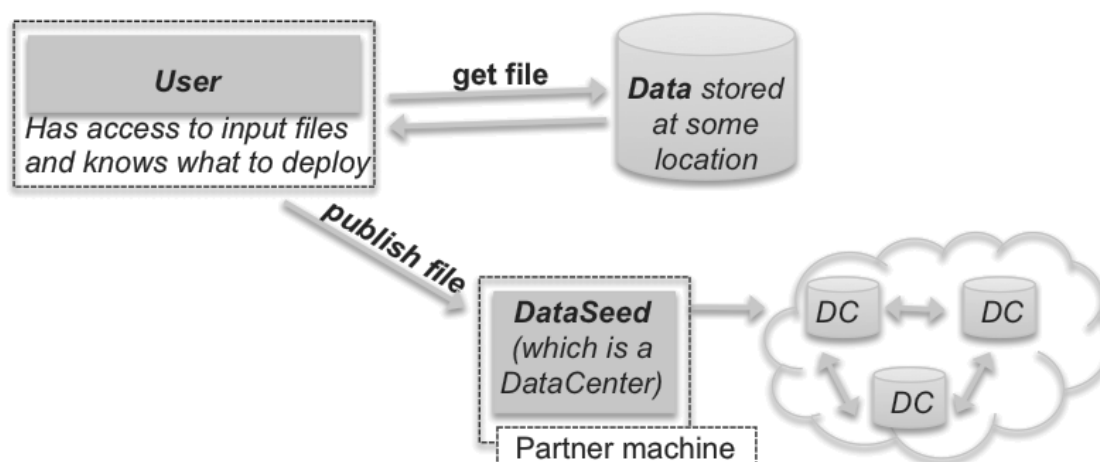 User
Has access to input files
and knows what to deploy
get file
Data stored
at some
location
publish file
DataSeed
(which is a
DataCenter)
Partner machine
DC
DC
DC